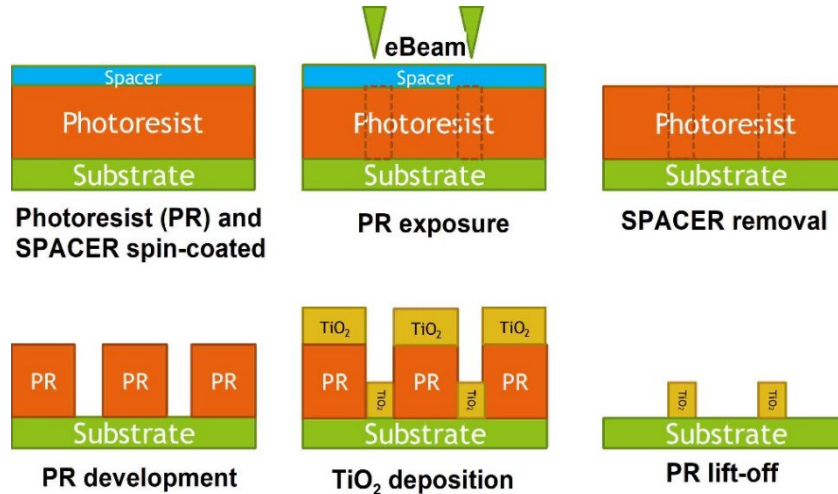 eBeam
Spacer
Photoresist
Substrate
Photoresist (PR) and
SPACER spin-coated
Spacer
Photoresist
Substrate
PR exposure
Photoresist
Substrate
SPACER removal
PR PR PR
Substrate
PR development
TiO₂ TiO₂ TiO₂
PR PR PR
TiO₂ TiO₂
Substrate
TiO₂ deposition
TiO₂ TiO₂
Substrate
PR lift-off